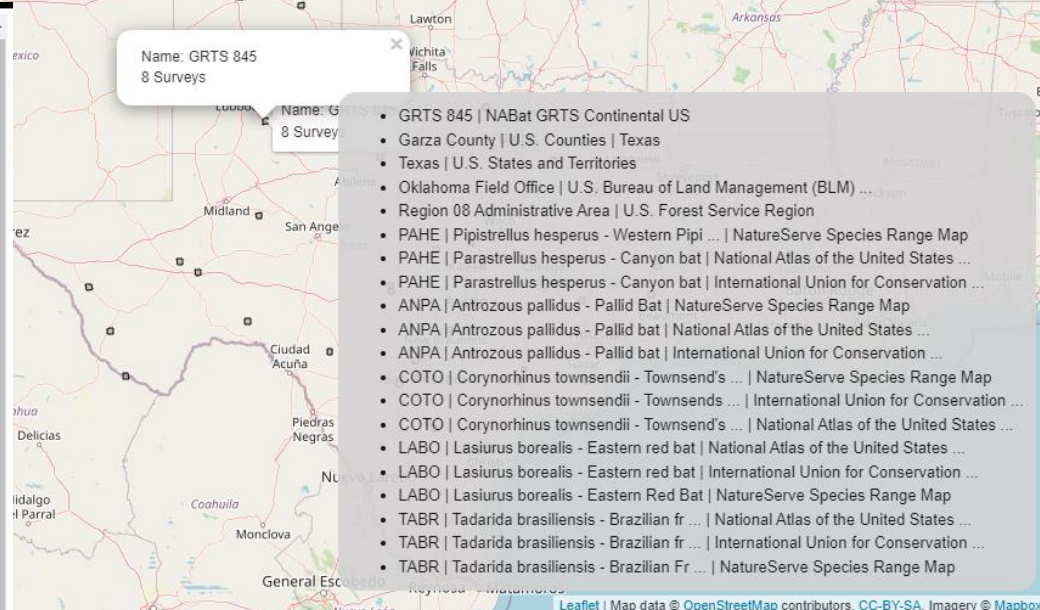 Lawton
Arkansas
Wichita
Falls
Name: GRTS 845
8 Surveys
×
Name: G
8 Surveys
• GRTS 845 | NABat GRTS Continental US
• Garza County | U.S. Counties | Texas
• Texas | U.S. States and Territories
• Oklahoma Field Office | U.S. Bureau of Land Management (BLM) ...
• Region 08 Administrative Area | U.S. Forest Service Region
• PAHE | Pipistrellus hesperus - Western Pipi ... | NatureServe Species Range Map
• PAHE | Parastrellus hesperus - Canyon bat | National Atlas of the United States ...
• PAHE | Parastrellus hesperus - Canyon bat | International Union for Conservation ...
• ANPA | Antrozous pallidus - Pallid Bat | NatureServe Species Range Map
• ANPA | Antrozous pallidus - Pallid bat | National Atlas of the United States ...
• ANPA | Antrozous pallidus - Pallid bat | International Union for Conservation ...
• COTO | Corynorhinus townsendii - Townsend's ... | NatureServe Species Range Map
• COTO | Corynorhinus townsendii - Townsends ... | International Union for Conservation ...
• COTO | Corynorhinus townsendii - Townsend's ... | National Atlas of the United States ...
• LABO | Lasiurus borealis - Eastern red bat | National Atlas of the United States ...
• LABO | Lasiurus borealis - Eastern red bat | International Union for Conservation ...
• LABO | Lasiurus borealis - Eastern Red Bat | NatureServe Species Range Map
• TABR | Tadarida brasiliensis - Brazilian fr ... | National Atlas of the United States ...
• TABR | Tadarida brasiliensis - Brazilian fr ... | International Union for Conservation ...
• TABR | Tadarida brasiliensis - Brazilian Fr ... | NatureServe Species Range Map
Midland
San Ange
Ciudad
Acuña
Piedras
Negras
Delicias
Coahuila
Monclova
el Parral
General Escobedo
Reynosa
Matamoros
Leaflet | Map data © OpenStreetMap contributors, CC-BY-SA, Imagery © Mapbox